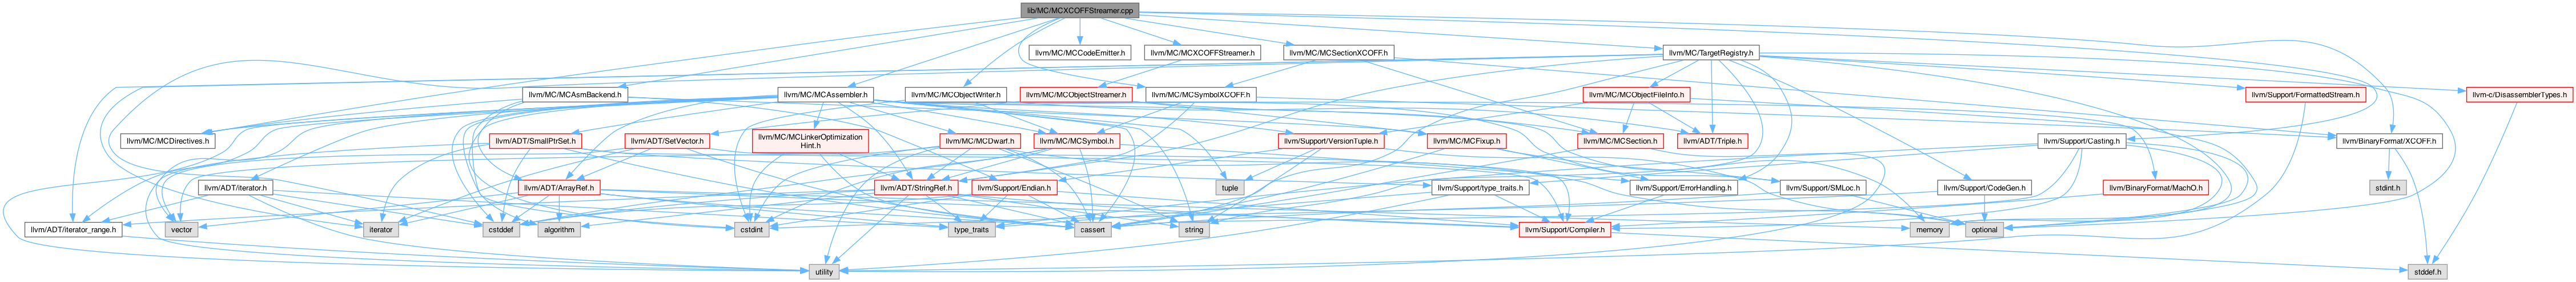 lib/MC/MCXCOFFStreamer.cpp
llvm/MC/MCCodeEmitter.h
llvm/MC/MCXCOFFStreamer.h
llvm/MC/MCSectionXCOFF.h
llvm/MC/TargetRegistry.h
llvm/MC/MCAsmBackend.h
llvm/MC/MCAssembler.h
llvm/MC/MCObjectWriter.h
llvm/MC/MCObjectStreamer.h
llvm/MC/MCSymbolXCOFF.h
llvm/MC/MCObjectFileInfo.h
llvm/Support/FormattedStream.h
llvm-c/DisassemblerTypes.h
llvm/MC/MCDirectives.h
llvm/ADT/SmallPtrSet.h
llvm/ADT/SetVector.h
llvm/MC/MCLinkerOptimization
Hint.h
llvm/MC/MCDwarf.h
llvm/MC/MCSymbol.h
llvm/Support/VersionTuple.h
llvm/MC/MCFixup.h
llvm/MC/MCSection.h
llvm/ADT/Triple.h
llvm/Support/Casting.h
llvm/BinaryFormat/XCOFF.h
llvm/ADT/iterator.h
llvm/ADT/ArrayRef.h
tuple
llvm/ADT/StringRef.h
llvm/Support/Endian.h
llvm/Support/type_traits.h
llvm/Support/ErrorHandling.h
llvm/Support/SMLoc.h
llvm/Support/CodeGen.h
llvm/BinaryFormat/MachO.h
stdint.h
llvm/ADT/iterator_range.h
vector
iterator
cstddef
algorithm
cstdint
type_traits
cassert
string
llvm/Support/Compiler.h
memory
optional
utility
stddef.h